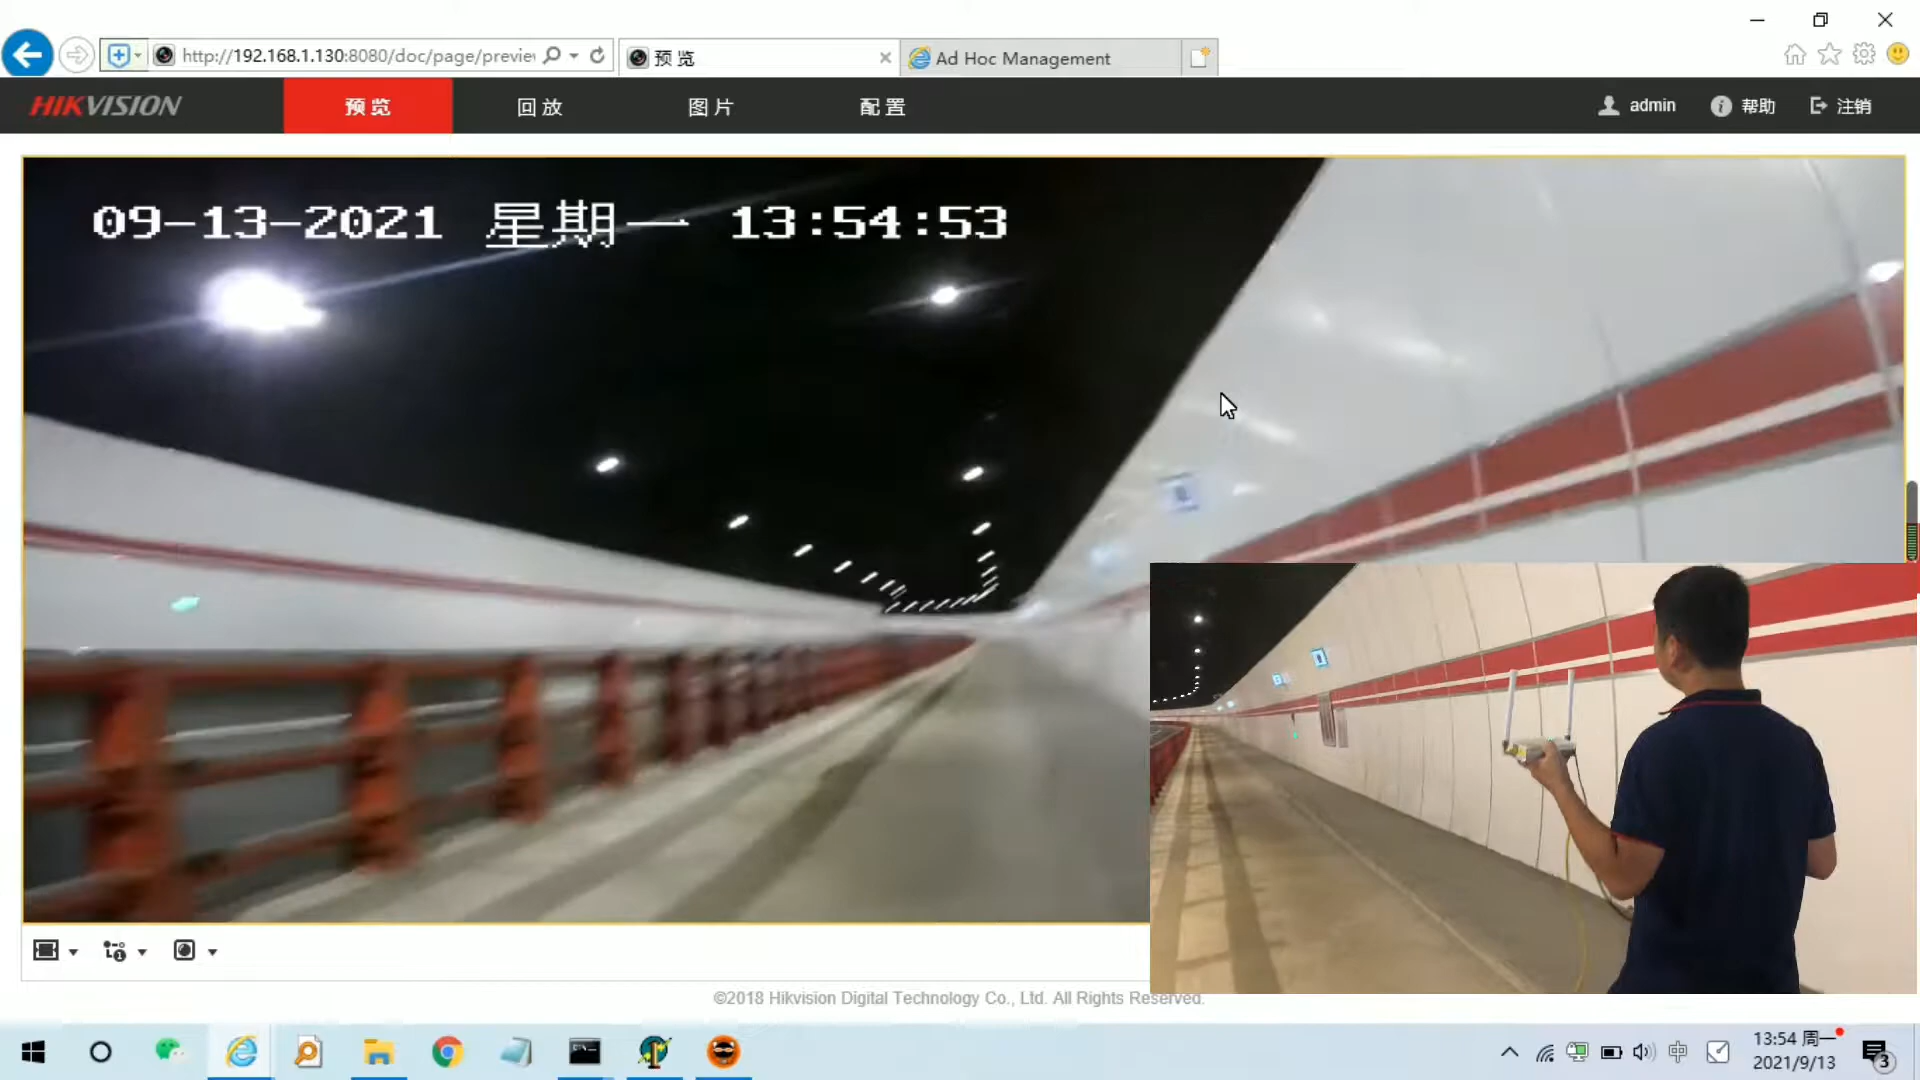 http://192.168.1.130:8080/doc/page/previe
预览
Ad Hoc Management
HIKVISION
预览
回放
图片
配置
admin
帮助
注销
09-13-2021 星期一 13:54:53
©2018 Hikvision Digital Technology Co., Ltd. All Rights Reserved.
中
13:54 周一
2021/9/13
3